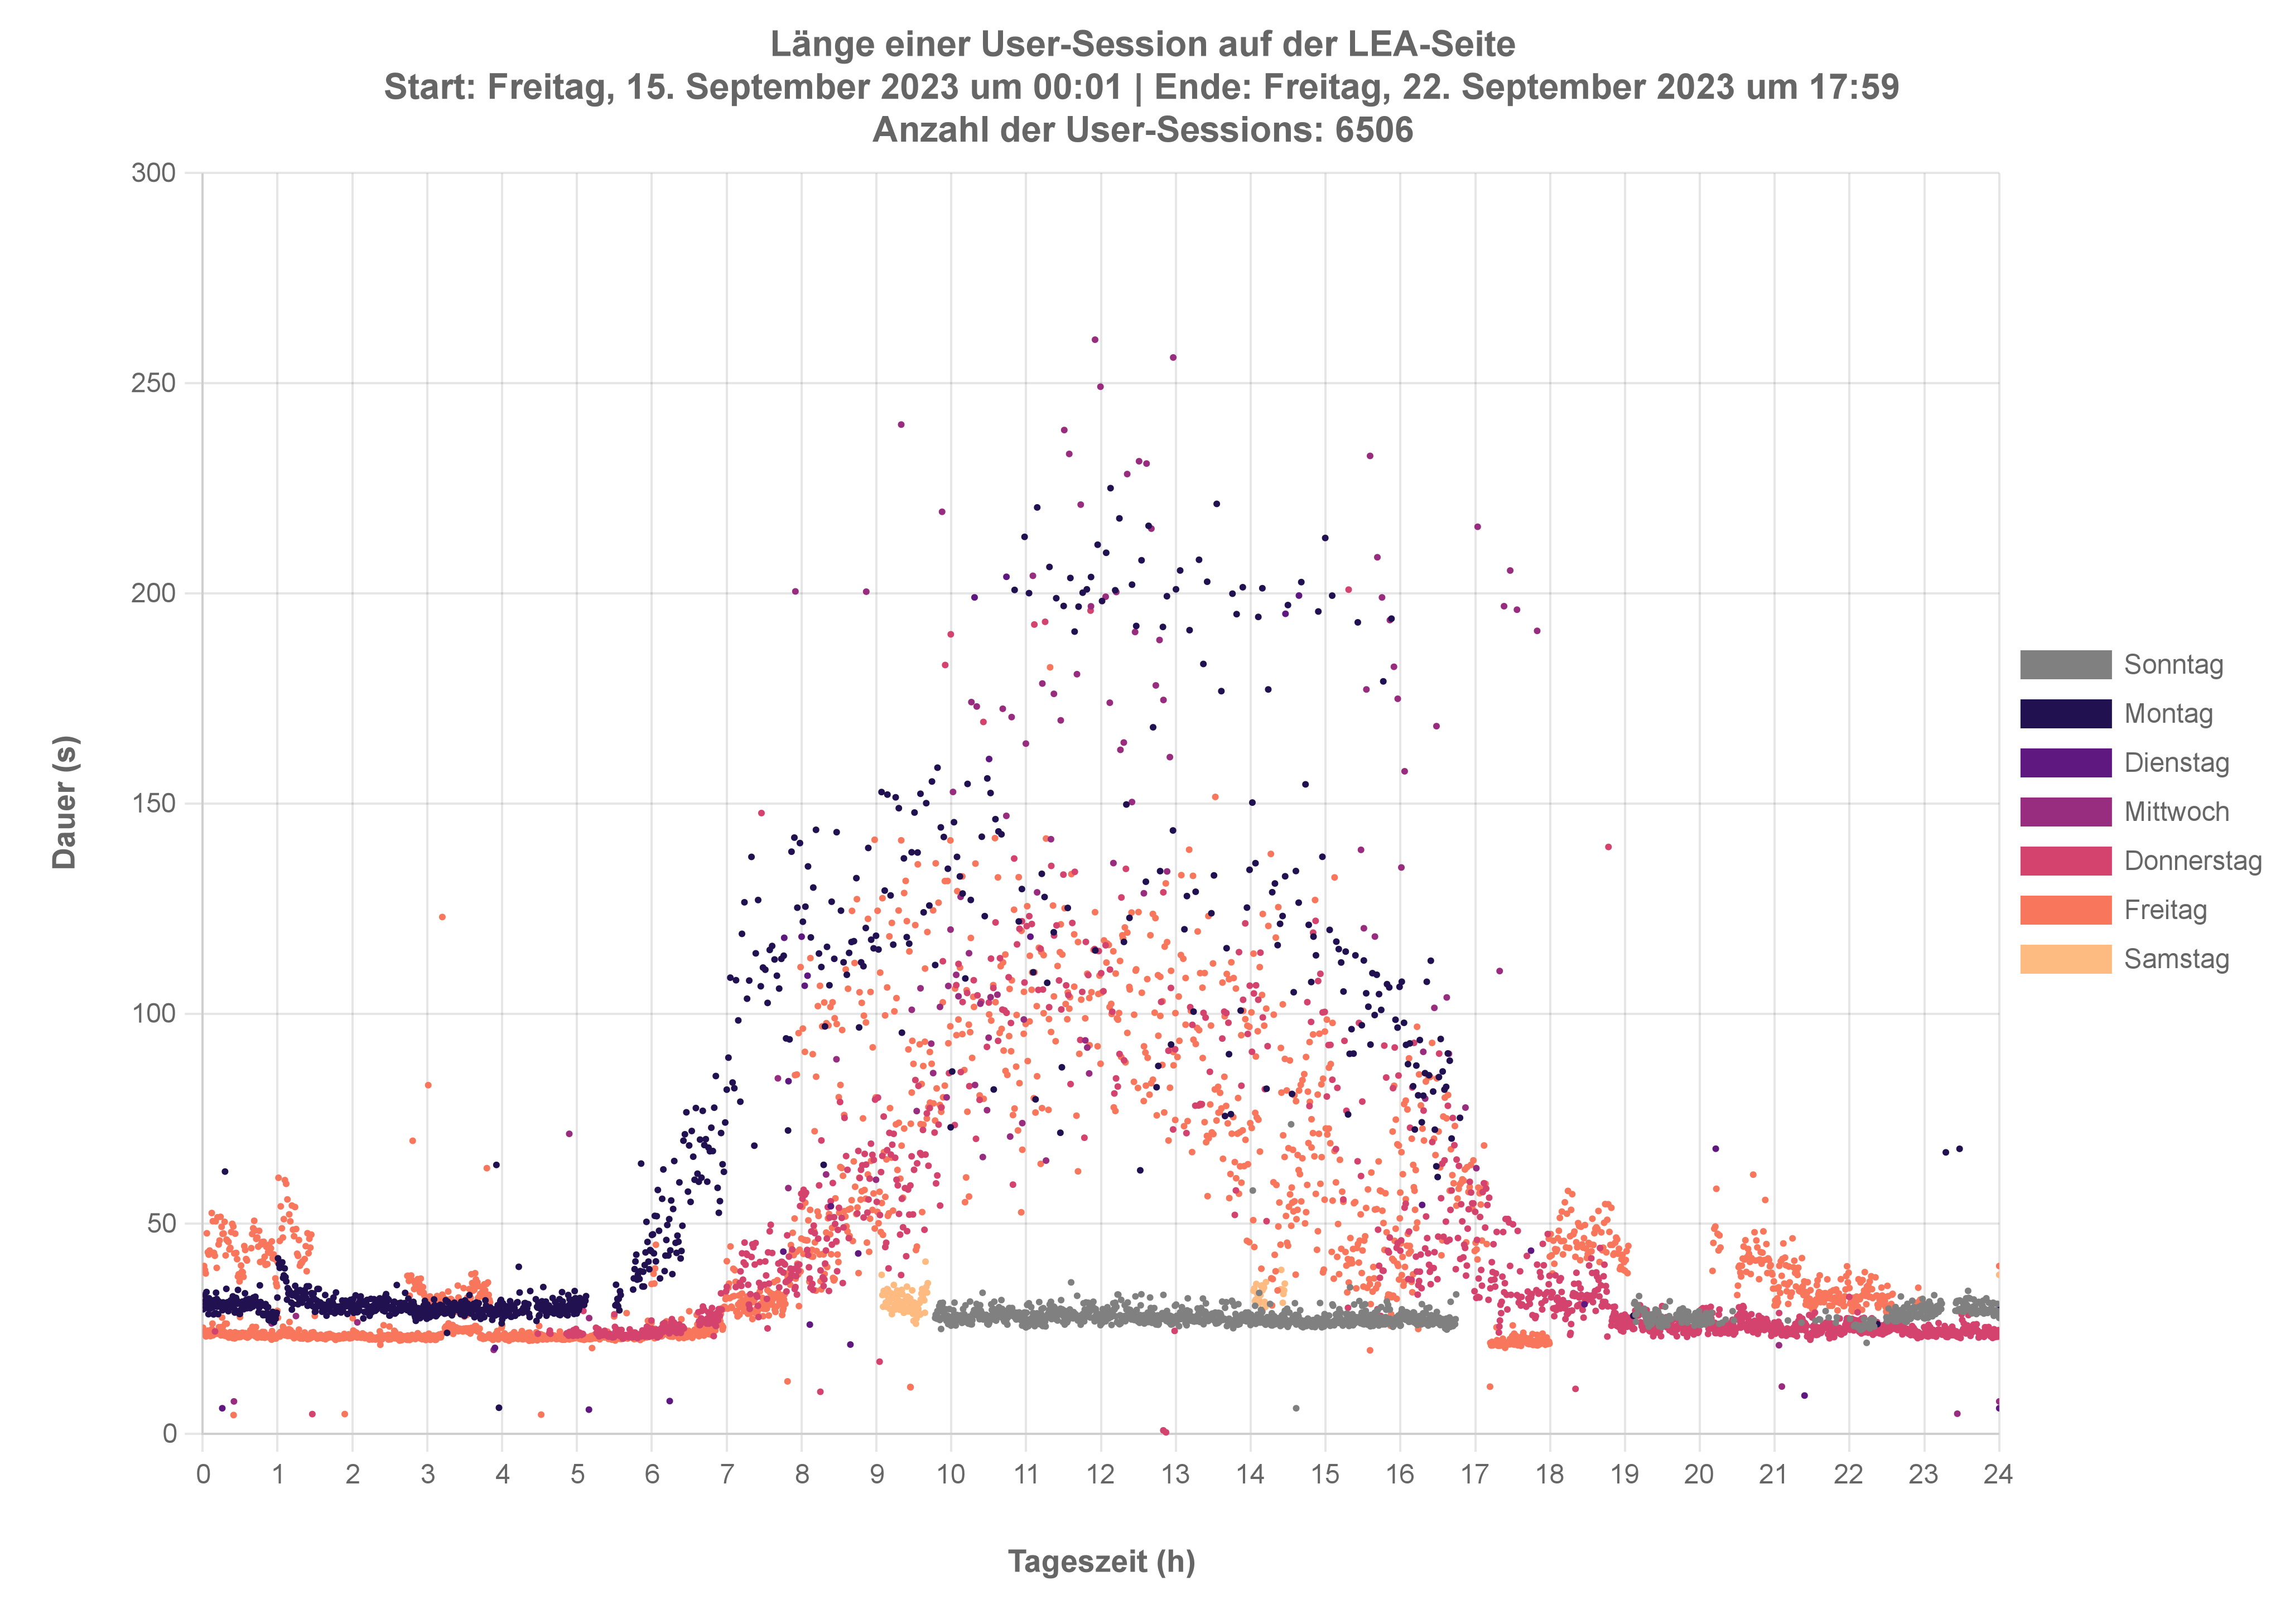 Länge einer User-Session auf der LEA-Seite
Start: Freitag, 15. September 2023 um 00:01 | Ende: Freitag, 22. September 2023 um 17:59
Anzahl der User-Sessions: 6506
300
250
200
150
100
50
0
Dauer (s)
0 1 2 3 4 5 6 7 8 9 10 11 12 13 14 15 16 17 18 19 20 21 22 23 24
Tageszeit (h)
Sonntag
Montag
Dienstag
Mittwoch
Donnerstag
Freitag
Samstag